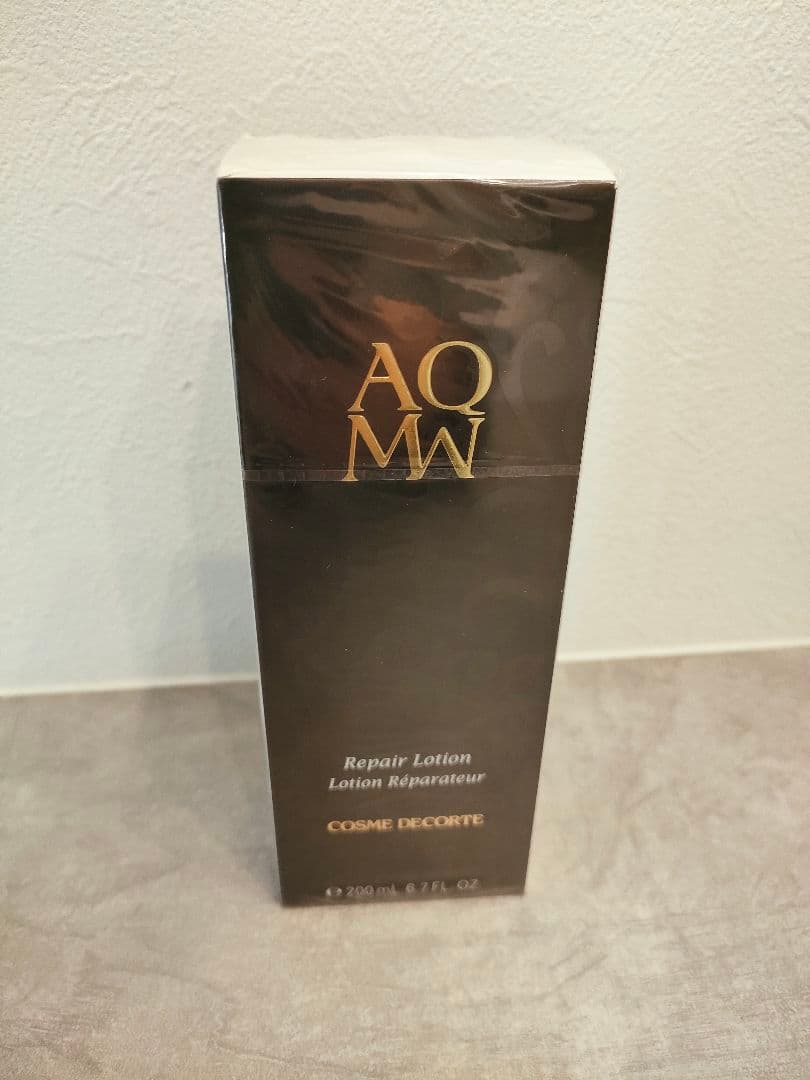 AQ
MW
Repair Lotion
Lotion Réparateur
COSME DECORTE
℮ 200 mL 6.7 FL OZ